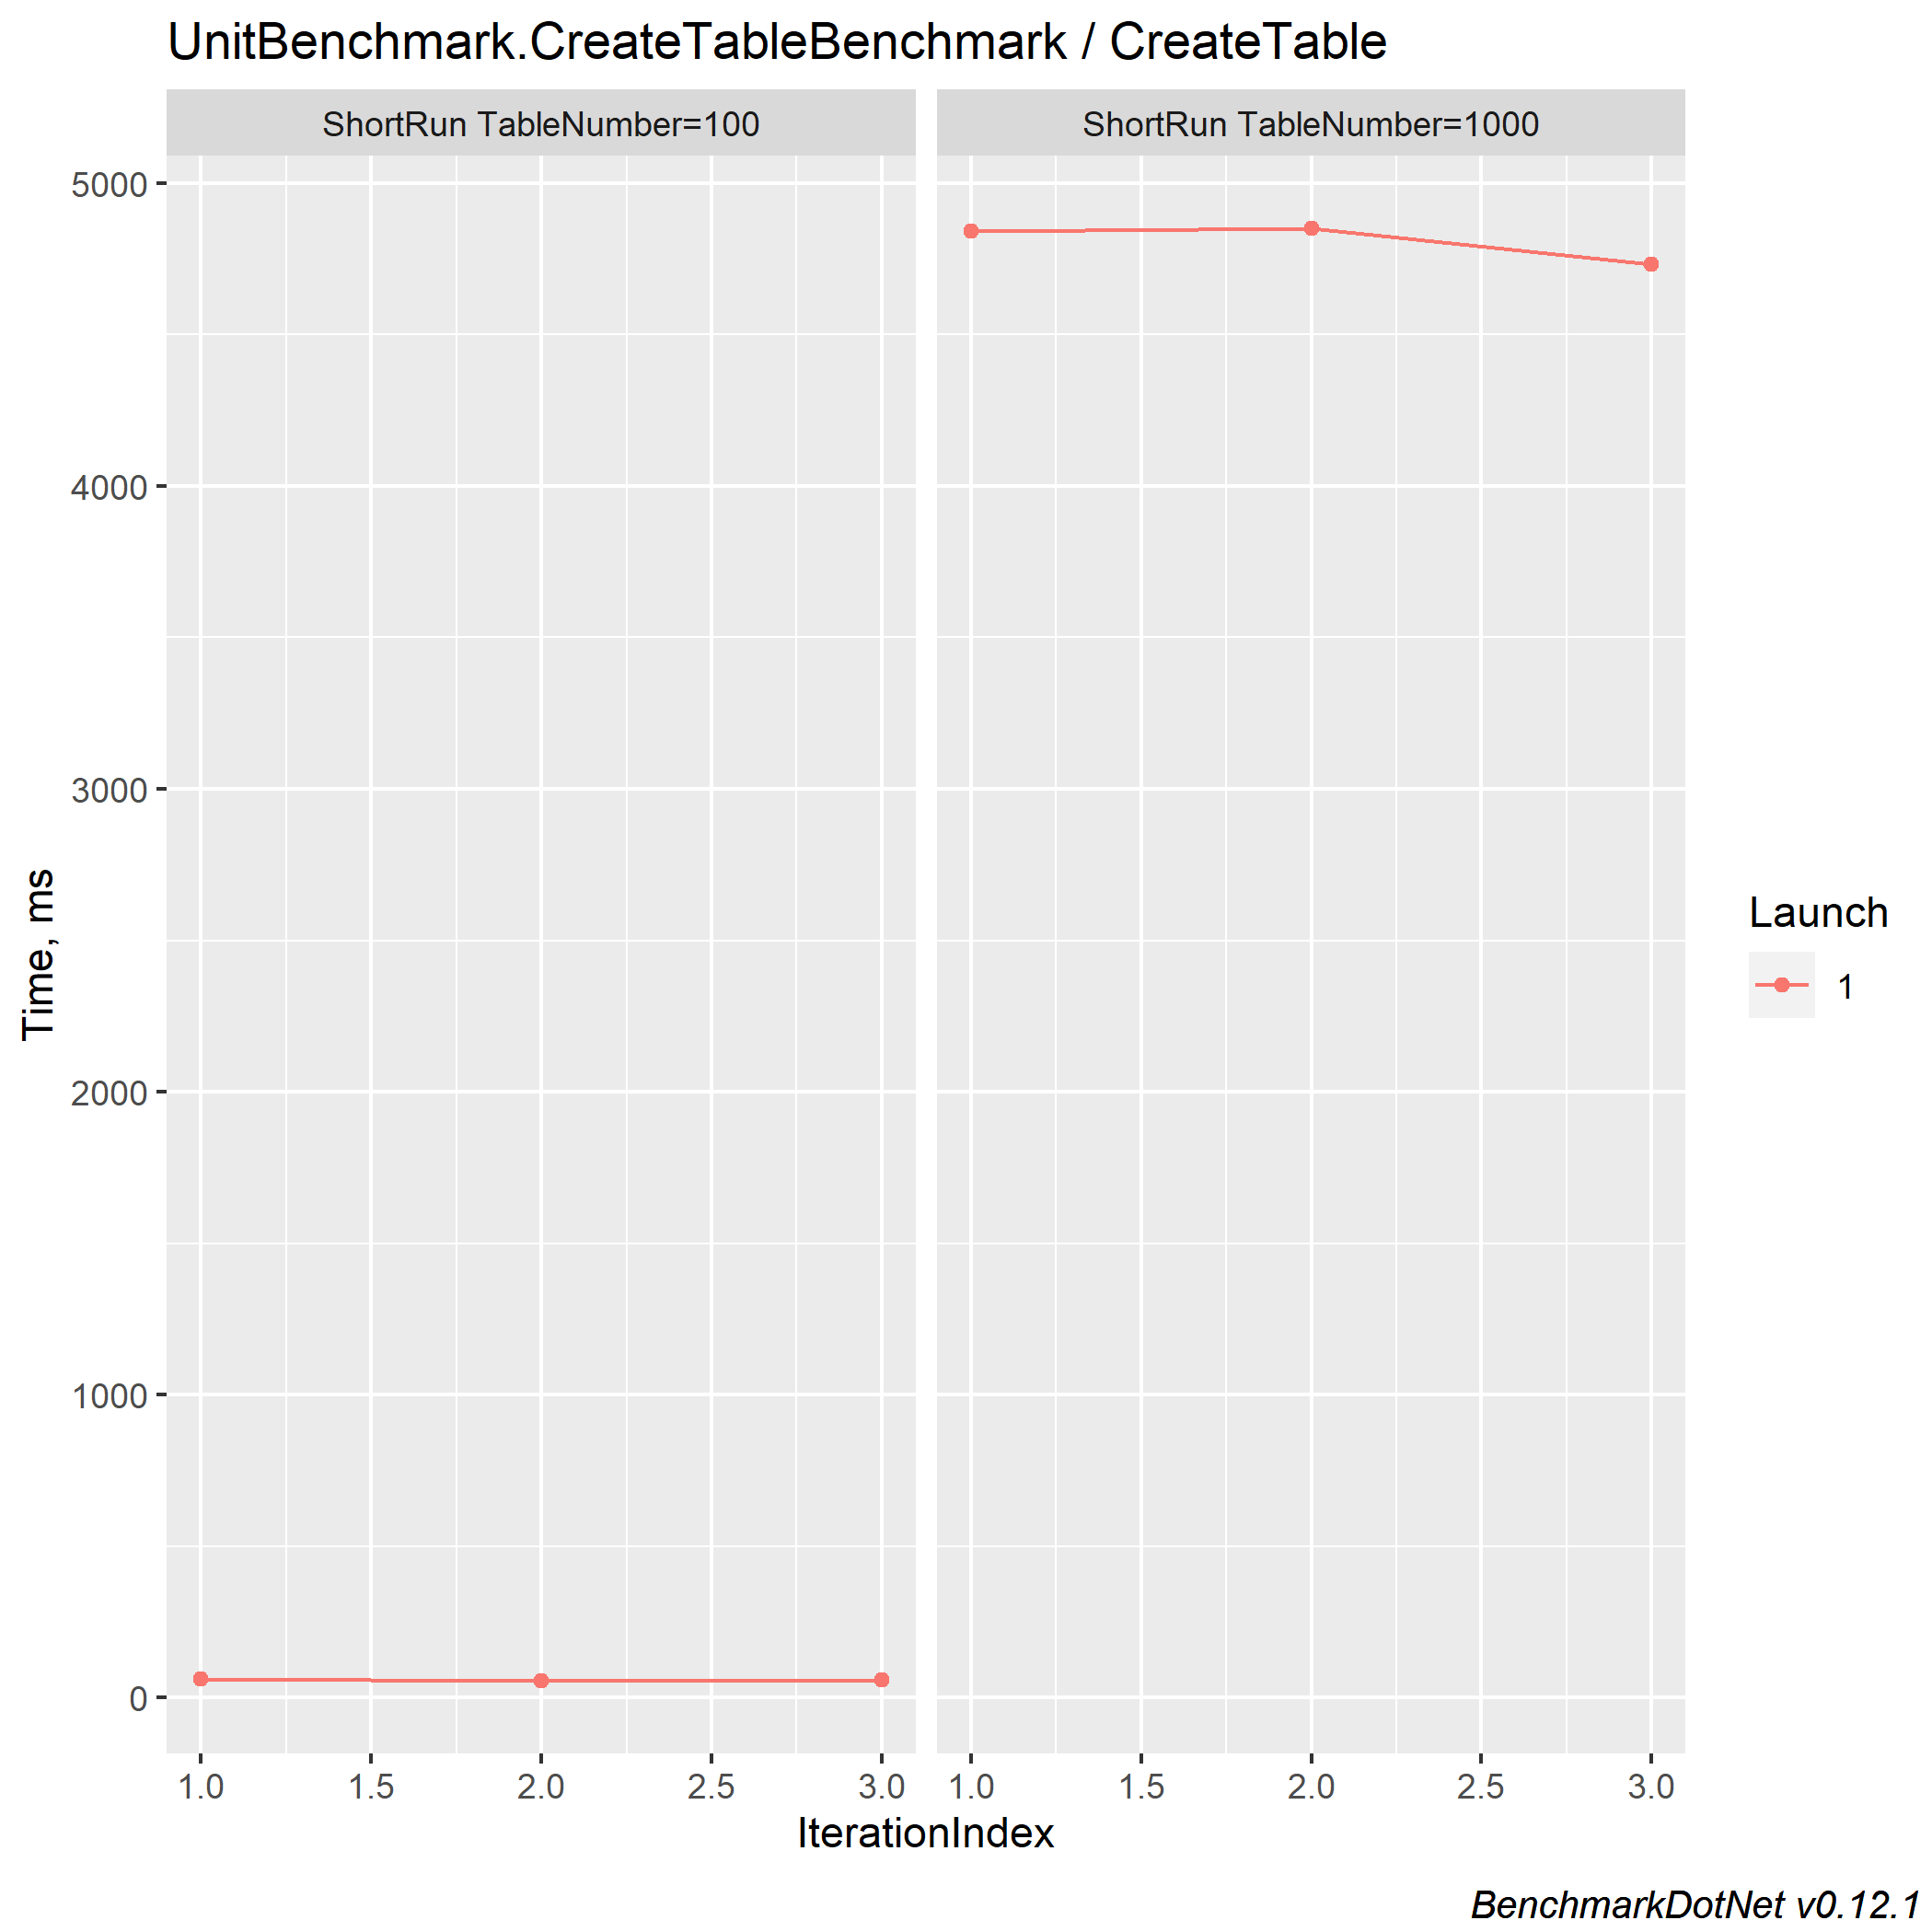 UnitBenchmark.CreateTableBenchmark / CreateTable
ShortRun TableNumber=100
ShortRun TableNumber=1000
5000
4000
3000
2000
1000
0
Time, ms
1.0 1.5 2.0 2.5 3.0
1.0 1.5 2.0 2.5 3.0
IterationIndex
Launch
1
BenchmarkDotNet v0.12.1